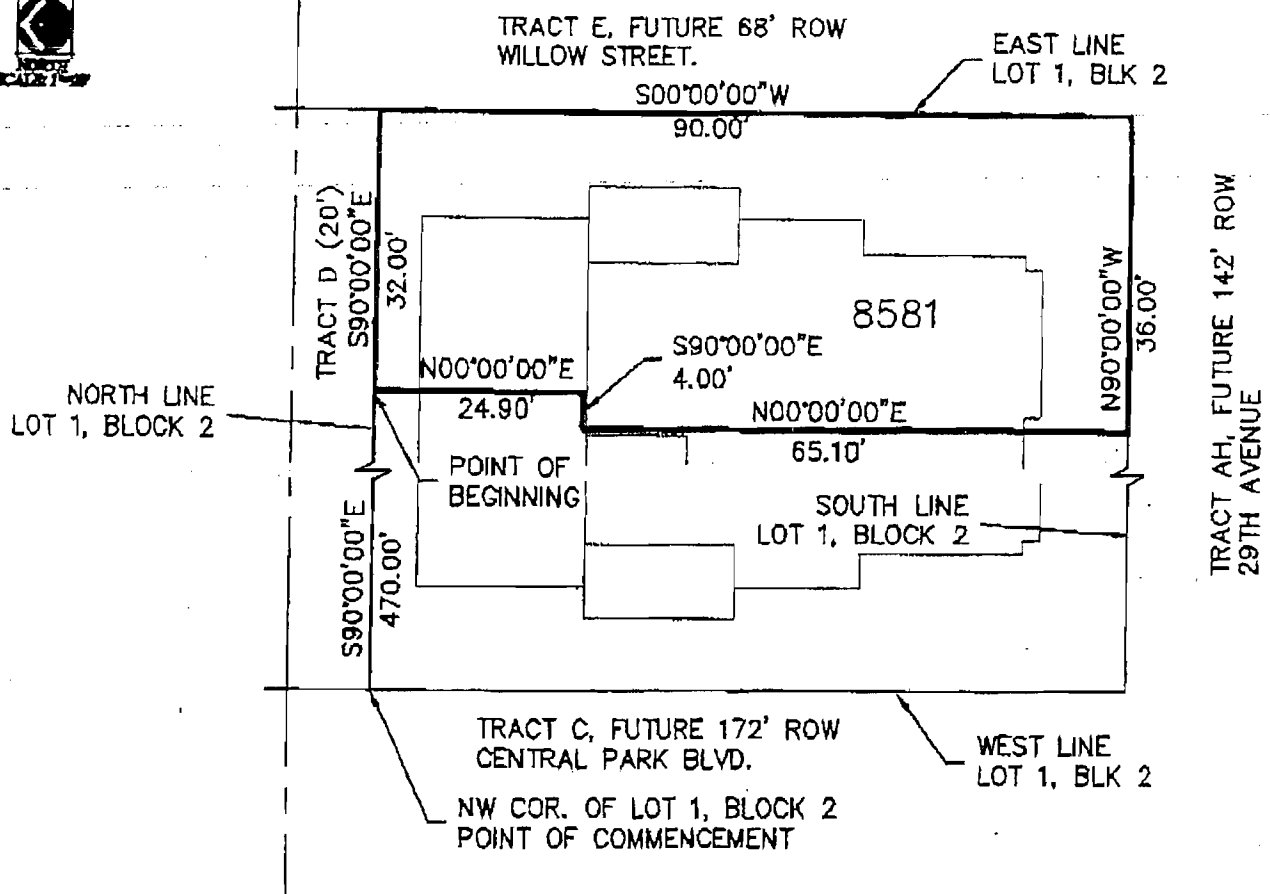 NORTH
TRACT E, FUTURE 68' ROW
WILLOW STREET.
EAST LINE
LOT 1, BLK 2
S00°00'00"W
90.00'
TRACT D (20')
S90°00'00"E
32.00'
8581
N90°00'00"W
36.00'
TRACT AH, FUTURE 142' ROW
29TH AVENUE
S90°00'00"E
4.00'
N00°00'00"E
24.90'
N00°00'00"E
65.10'
NORTH LINE
LOT 1, BLOCK 2
POINT OF
BEGINNING
SOUTH LINE
LOT 1, BLOCK 2
S90°00'00"E
470.00'
TRACT C, FUTURE 172' ROW
CENTRAL PARK BLVD.
WEST LINE
LOT 1, BLK 2
NW COR. OF LOT 1, BLOCK 2
POINT OF COMMENCEMENT